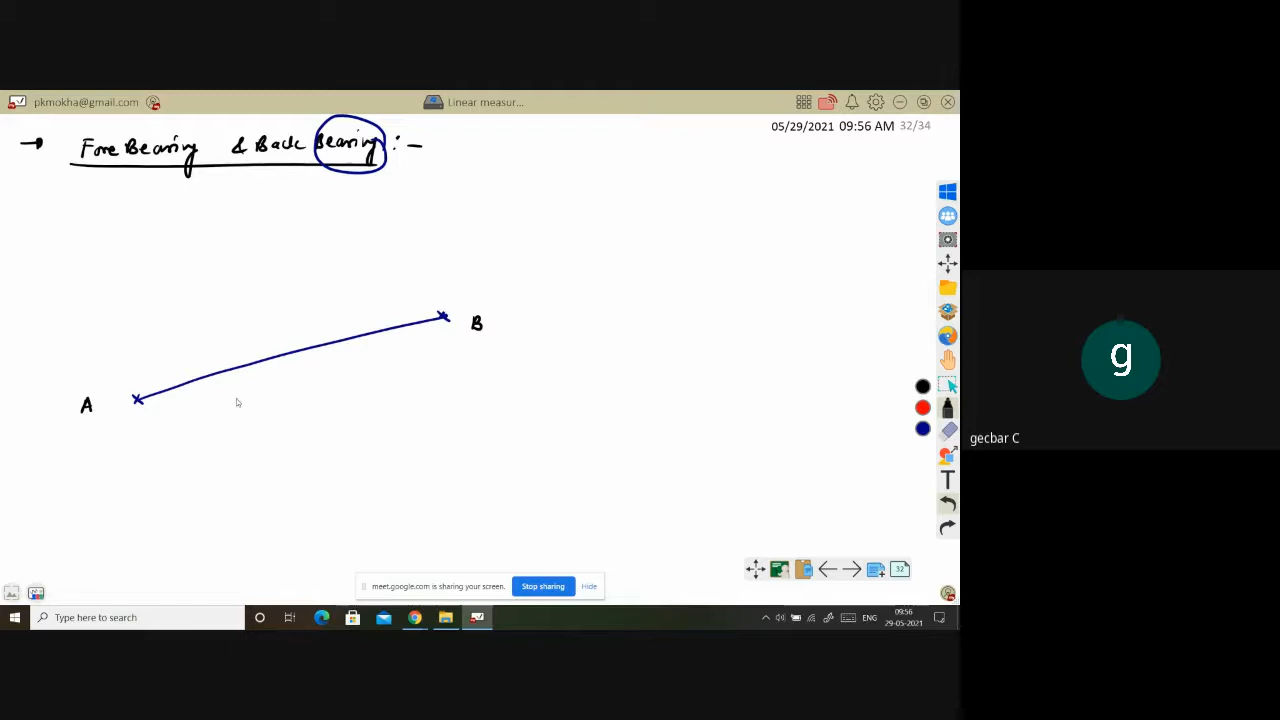 pkmokha@gmail.com
Linear measur...
05/29/2021 09:56 AM 32/34
→ Fore Bearing & Back Bearing :-
B
A
g
gecbar C
T
32
meet.google.com is sharing your screen. Stop sharing Hide
Type here to search
ENG
09:56
29-05-2021